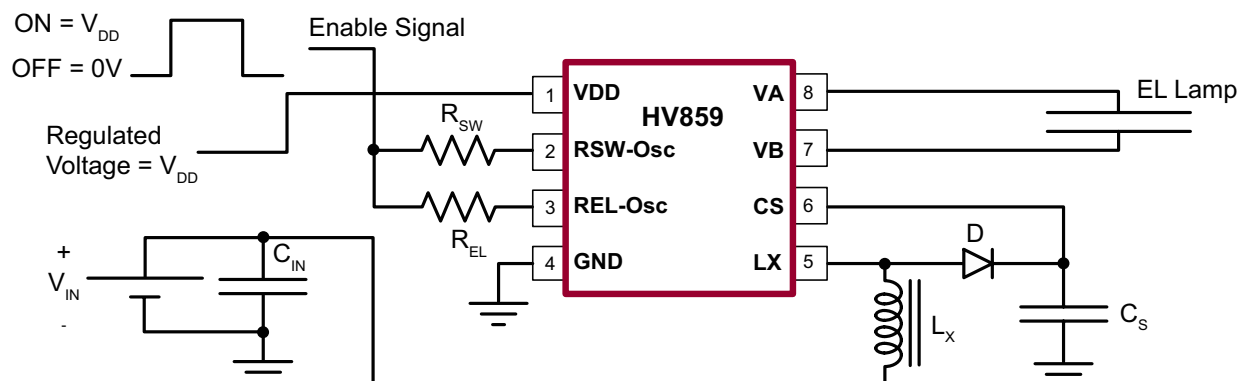 ON = VDD
OFF = 0V
Enable Signal
Regulated
Voltage = VDD
RSW
REL
+
VIN
-
CIN
HV859
1 VDD
2 RSW-Osc
3 REL-Osc
4 GND
VA 8
VB 7
CS 6
LX 5
EL Lamp
D
LX
CS